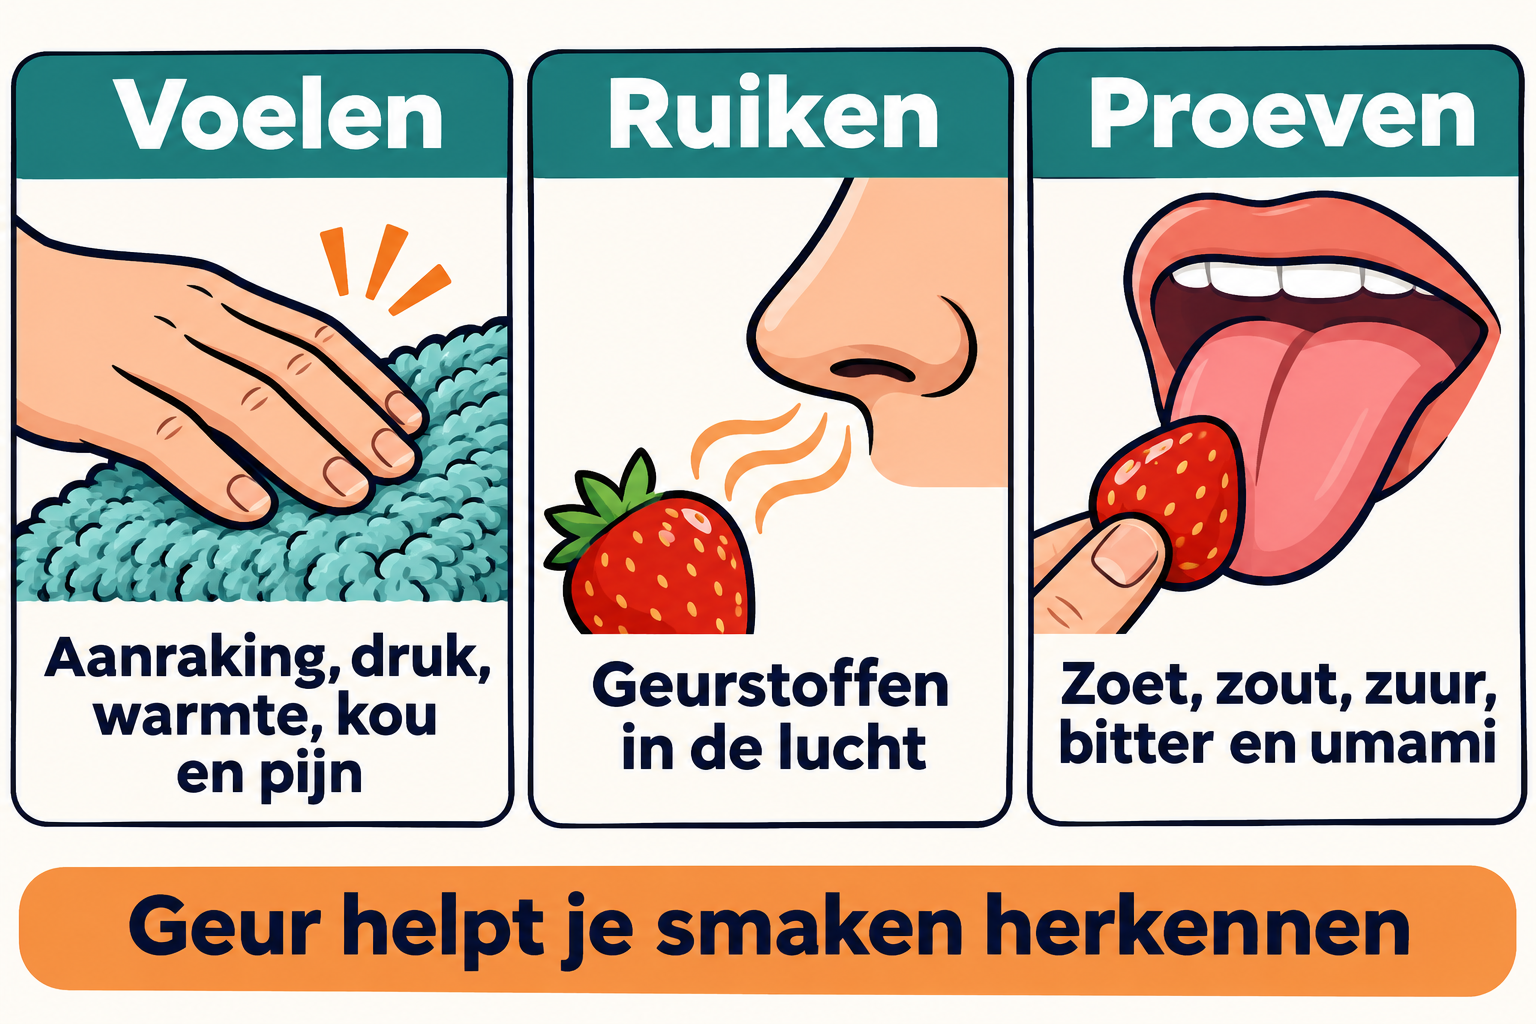 Voelen
Aanraking, druk,
warmte, kou
en pijn
Ruiken
Geurstoffen
in de lucht
Proeven
Zoet, zout, zuur,
bitter en umami
Geur helpt je smaken herkennen